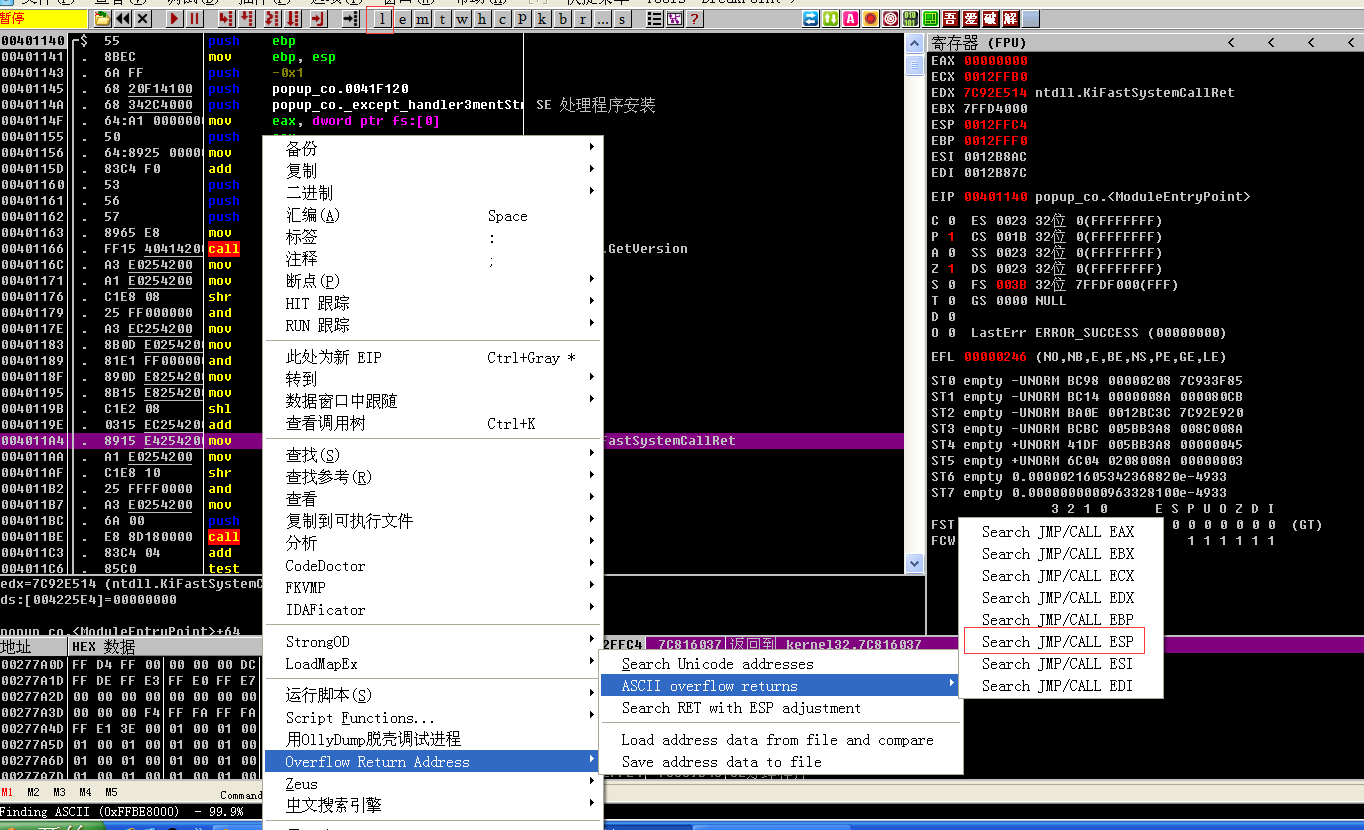 暂停
l e m t w h c p k b r ... s
吾 爱 破 解
00401140 ┌$ 55 push ebp
00401141 . 8BEC mov ebp, esp
00401143 . 6A FF push -0x1
00401145 . 68 20F14100 push popup_co.0041F120
0040114A . 68 342C4000 push popup_co._except_handler3mentStr SE 处理程序安装
0040114F . 64:A1 0000000 mov eax, dword ptr fs:[0]
00401155 . 50 push
00401156 . 64:8925 0000 mov
0040115D . 83C4 F0 add
00401160 . 53 push
00401161 . 56 push
00401162 . 57 push
00401163 . 8965 E8 mov
00401166 . FF15 4041420 call .GetVersion
0040116C . A3 E0254200 mov
00401171 . A1 E0254200 mov
00401176 . C1E8 08 shr
00401179 . 25 FF000000 and
0040117E . A3 EC254200 mov
00401183 . 8B0D E025420 mov
00401189 . 81E1 FF00000 and
0040118F . 890D E825420 mov
00401195 . 8B15 E825420 mov
0040119B . C1E2 08 shl
0040119E . 0315 EC25420 add
004011A4 . 8915 E425420 mov FastSystemCallRet
004011AA . A1 E0254200 mov
004011AF . C1E8 10 shr
004011B2 . 25 FFFF0000 and
004011B7 . A3 E0254200 mov
004011BC . 6A 00 push
004011BE . E8 8D180000 call
004011C3 . 83C4 04 add
004011C6 . 85C0 test
edx=7C92E514 (ntdll.KiFastSystemC
ds:[004225E4]=00000000
popup_co.<ModuleEntryPoint>+64
寄存器 (FPU) < < < <
EAX 00000000
ECX 0012FFB0
EDX 7C92E514 ntdll.KiFastSystemCallRet
EBX 7FFD4000
ESP 0012FFC4
EBP 0012FFF0
ESI 0012B8AC
EDI 0012B87C
EIP 00401140 popup_co.<ModuleEntryPoint>
C 0 ES 0023 32位 0(FFFFFFFF)
P 1 CS 001B 32位 0(FFFFFFFF)
A 0 SS 0023 32位 0(FFFFFFFF)
Z 1 DS 0023 32位 0(FFFFFFFF)
S 0 FS 003B 32位 7FFDF000(FFF)
T 0 GS 0000 NULL
D 0
O 0 LastErr ERROR_SUCCESS (00000000)
EFL 00000246 (NO,NB,E,BE,NS,PE,GE,LE)
ST0 empty -UNORM BC98 00000208 7C933F85
ST1 empty -UNORM BC14 0000008A 000080CB
ST2 empty -UNORM BA0E 0012BC3C 7C92E920
ST3 empty -UNORM BCBC 005BB3A8 008C008A
ST4 empty +UNORM 41DF 005BB3A8 00000045
ST5 empty +UNORM 6C04 0208008A 00000003
ST6 empty 0.0000021605342368820e-4933
ST7 empty 0.0000000000963328100e-4933
3 2 1 0 E S P U O Z D I
FST 0 0 0 0 0 0 0 (GT)
FCW 1 1 1 1 1 1
备份
复制
二进制
汇编(A) Space
标签 :
注释 ;
断点(P)
HIT 跟踪
RUN 跟踪
此处为新 EIP Ctrl+Gray *
转到
数据窗口中跟随
查看调用树 Ctrl+K
查找(S)
查找参考(R)
查看
复制到可执行文件
分析
CodeDoctor
FKVMP
IDAFicator
StrongOD
LoadMapEx
运行脚本(S)
Script Functions...
用OllyDump脱壳调试进程
Overflow Return Address
Zeus
中文搜索引擎
Search Unicode addresses
ASCII overflow returns
Search RET with ESP adjustment
Load address data from file and compare
Save address data to file
Search JMP/CALL EAX
Search JMP/CALL EBX
Search JMP/CALL ECX
Search JMP/CALL EDX
Search JMP/CALL EBP
Search JMP/CALL ESP
Search JMP/CALL ESI
Search JMP/CALL EDI
2FFC4 7C816037 返回到 kernel32.7C816037
地址 HEX 数据
00277A0D FF D4 FF 00 00 00 00 DC
00277A1D FF DE FF E3 FF E0 FF E7
00277A2D 00 00 00 00 00 00 00 00
00277A3D 00 00 00 F4 FF FA FF FA
00277A4D FF E1 3E 00 01 00 01 00
00277A5D 01 00 01 00 01 00 01 00
00277A6D 01 00 01 00 01 00 01 00
00277A7D 01 00 01 00 01 00 01 00
M1 M2 M3 M4 M5 Command
Finding ASCII (0xFFBE8000) - 99.9%